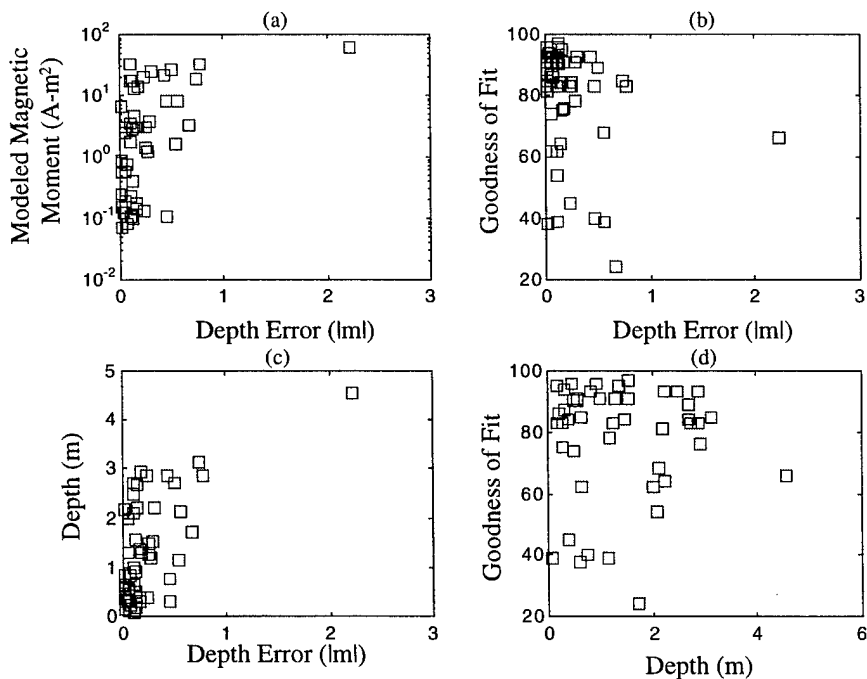 (a)
Modeled Magnetic
Moment (A-m²)
10²
10¹
10⁰
10⁻¹
10⁻²
0 1 2 3
Depth Error (|m|)
(b)
Goodness of Fit
100
80
60
40
20
0 1 2 3
Depth Error (|m|)
(c)
Depth (m)
5
4
3
2
1
0
0 1 2 3
Depth Error (|m|)
(d)
Goodness of Fit
100
80
60
40
20
0 2 4 6
Depth (m)